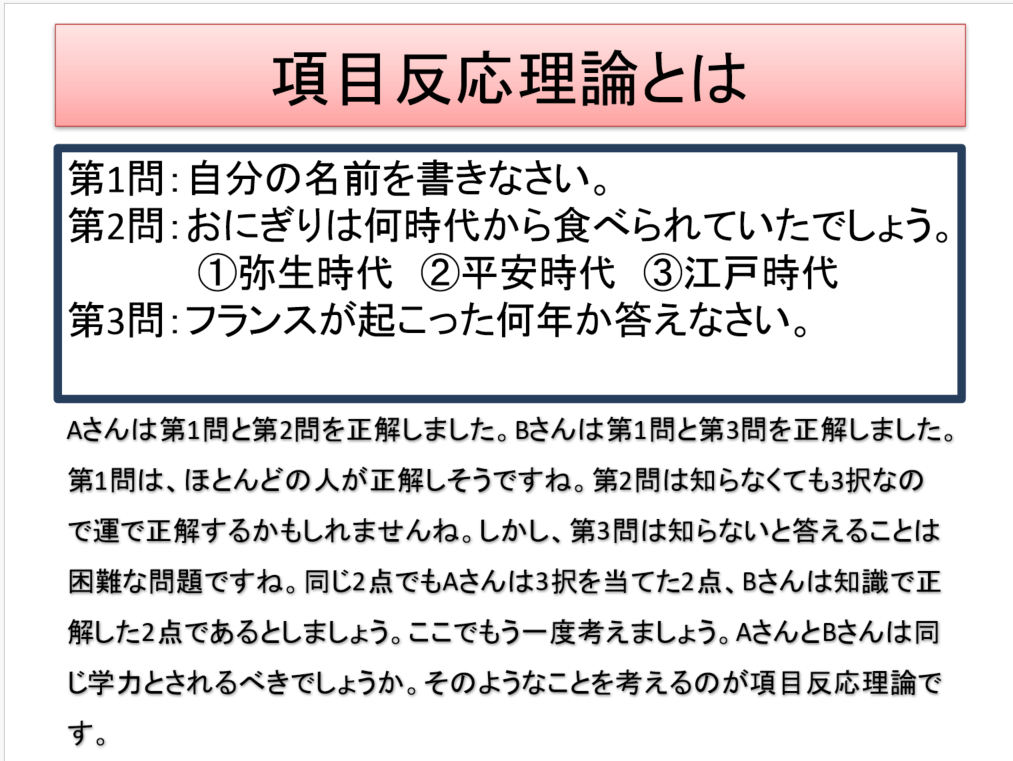 項目反応理論とは
第1問：自分の名前を書きなさい。
第2問：おにぎりは何時代から食べられていたでしょう。
①弥生時代　②平安時代　③江戸時代
第3問：フランスが起こった何年か答えなさい。
Aさんは第1問と第2問を正解しました。Bさんは第1問と第3問を正解しました。
第1問は、ほとんどの人が正解しそうですね。第2問は知らなくても3択なの
で運で正解するかもしれませんね。しかし、第3問は知らないと答えることは
困難な問題ですね。同じ2点でもAさんは3択を当てた2点、Bさんは知識で正
解した2点であるとしましょう。ここでもう一度考えましょう。AさんとBさんは同
じ学力とされるべきでしょうか。そのようなことを考えるのが項目反応理論で
す。